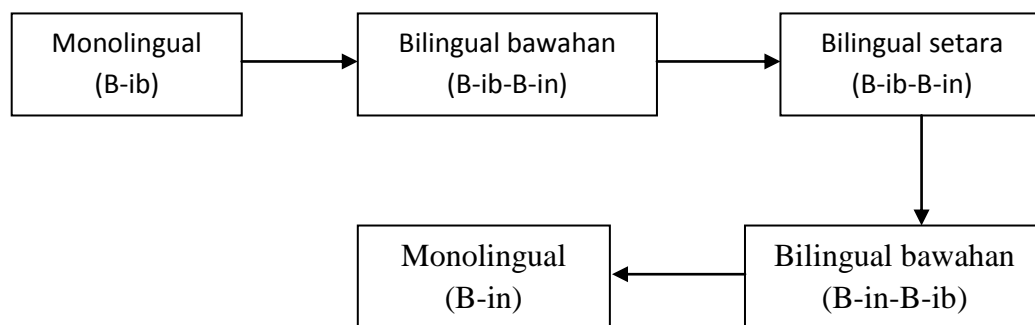 Monolingual
(B-ib)
Bilingual bawahan
(B-ib-B-in)
Bilingual setara
(B-ib-B-in)
Bilingual bawahan
(B-in-B-ib)
Monolingual
(B-in)